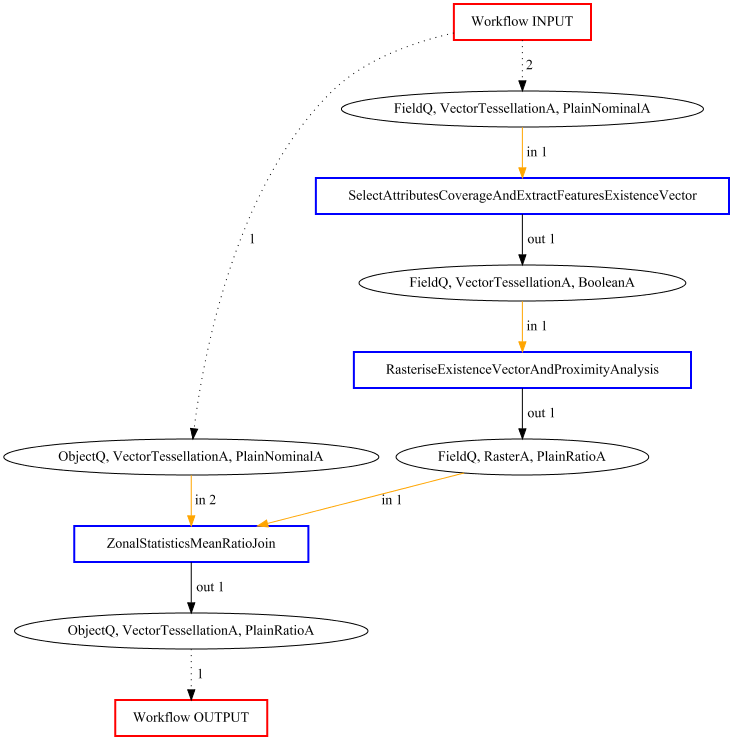 Workflow INPUT
2
FieldQ, VectorTessellationA, PlainNominalA
in 1
SelectAttributesCoverageAndExtractFeaturesExistenceVector
1
out 1
FieldQ, VectorTessellationA, BooleanA
in 1
RasteriseExistenceVectorAndProximityAnalysis
out 1
ObjectQ, VectorTessellationA, PlainNominalA
FieldQ, RasterA, PlainRatioA
in 2
in 1
ZonalStatisticsMeanRatioJoin
out 1
ObjectQ, VectorTessellationA, PlainRatioA
1
Workflow OUTPUT